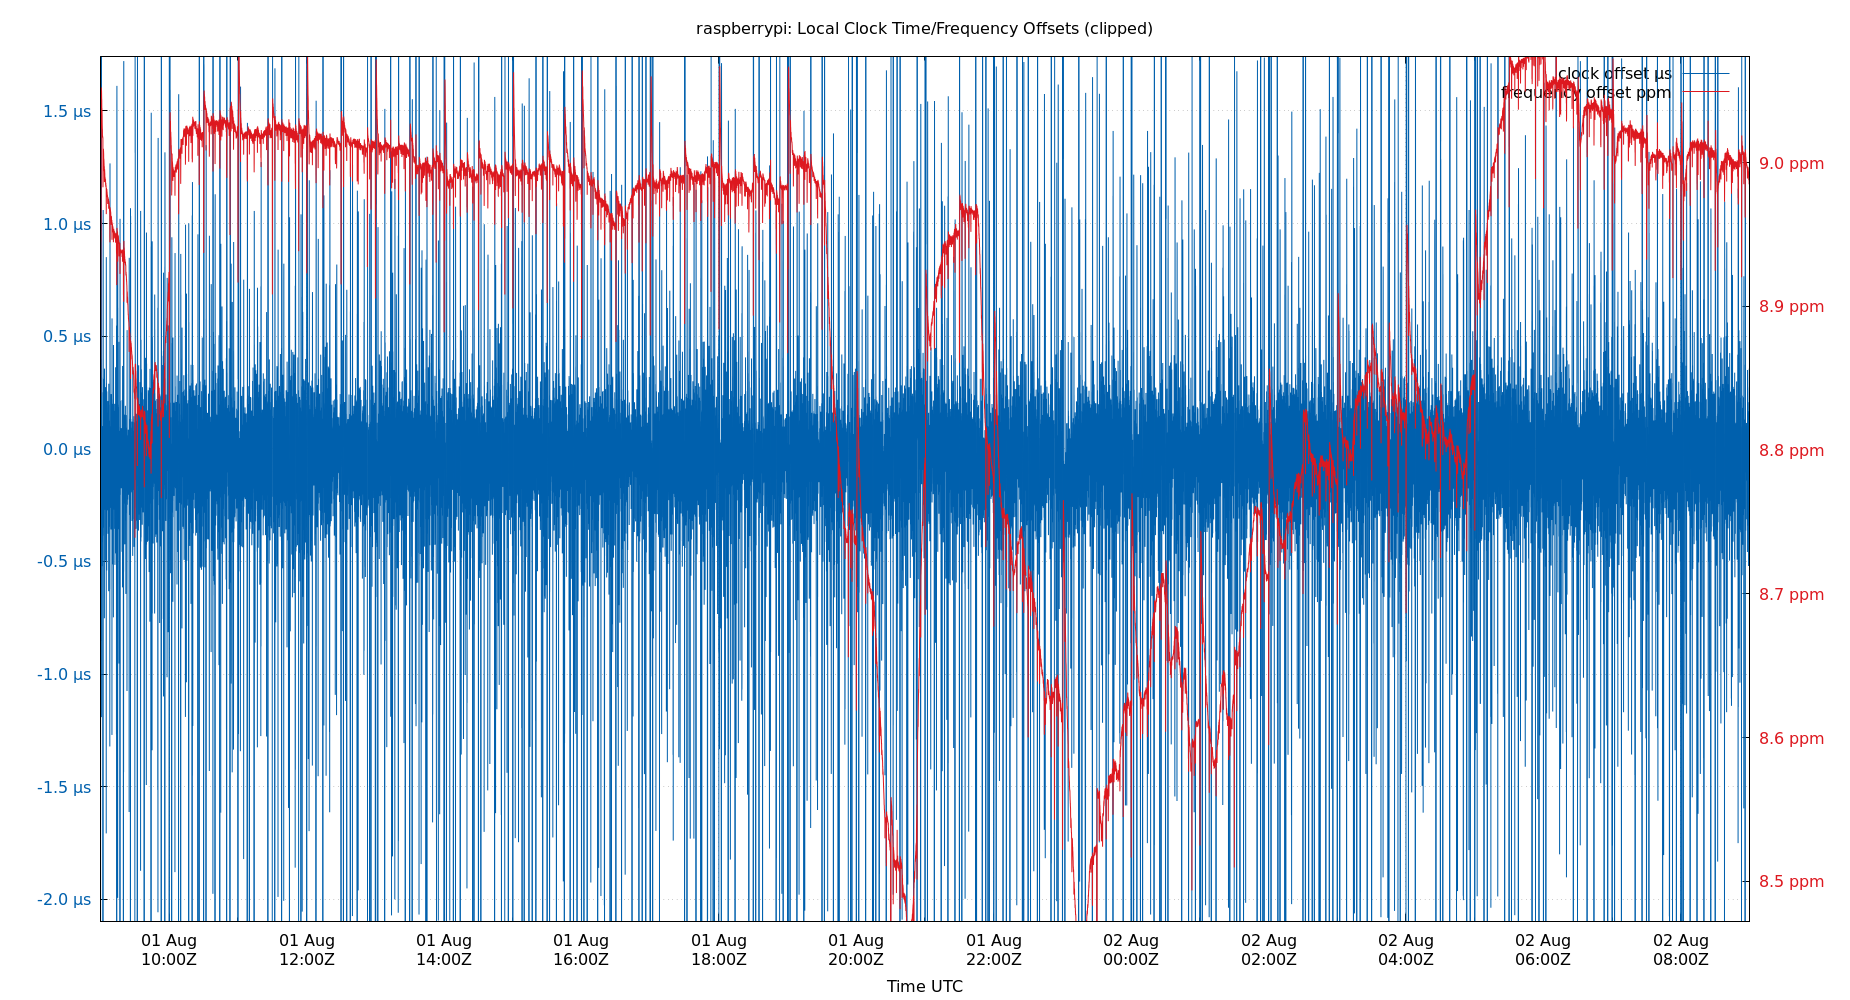 raspberrypi: Local Clock Time/Frequency Offsets (clipped)
clock offset µs
frequency offset ppm
1.5 µs
1.0 µs
0.5 µs
0.0 µs
-0.5 µs
-1.0 µs
-1.5 µs
-2.0 µs
9.0 ppm
8.9 ppm
8.8 ppm
8.7 ppm
8.6 ppm
8.5 ppm
01 Aug 01 Aug 01 Aug 01 Aug 01 Aug 01 Aug 01 Aug 02 Aug 02 Aug 02 Aug 02 Aug 02 Aug
10:00Z 12:00Z 14:00Z 16:00Z 18:00Z 20:00Z 22:00Z 00:00Z 02:00Z 04:00Z 06:00Z 08:00Z
Time UTC